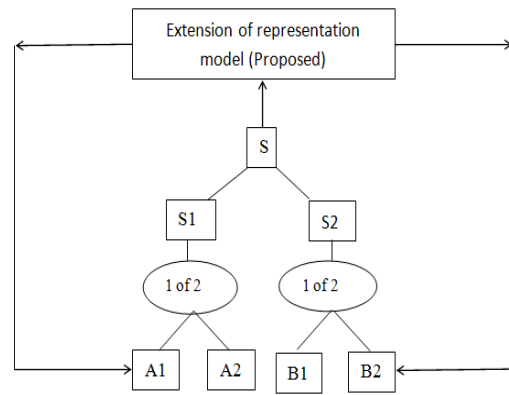 Extension of representation
model (Proposed)
S
S1
S2
1 of 2
1 of 2
A1
A2
B1
B2